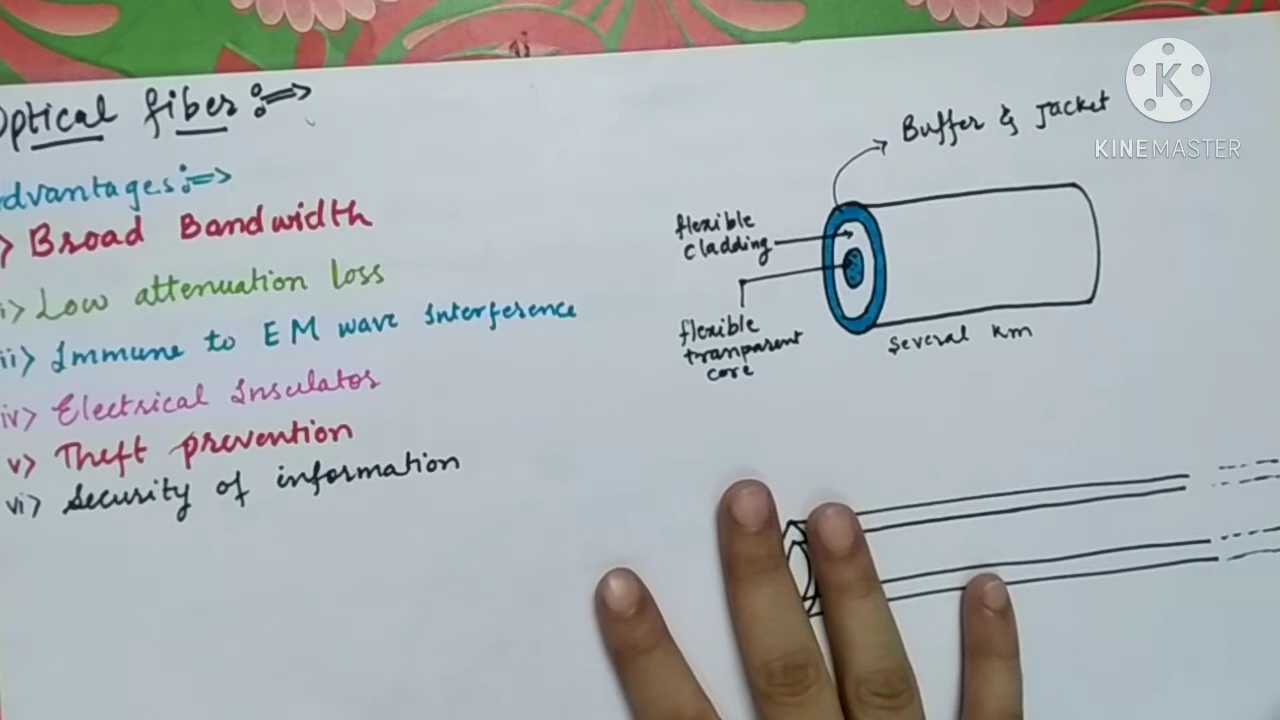 Optical fiber:⇒
Advantages:⇒
i) Broad Bandwidth
ii) Low attenuation loss
iii) Immune to EM wave interference
iv) Electrical insulator
v) Theft prevention
vi) Security of information
Buffer & Jacket
flexible
cladding
flexible
tranparent
core
Several km
K
KINEMASTER